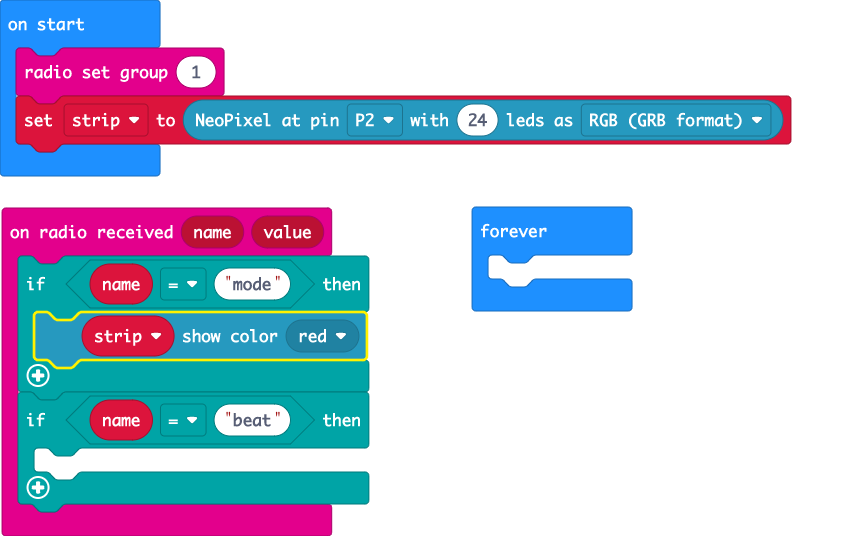 on start
radio set group 1
set strip to NeoPixel at pin P2 with 24 leds as RGB (GRB format)
on radio received name value
if name = "mode" then
strip show color red
if name = "beat" then
forever